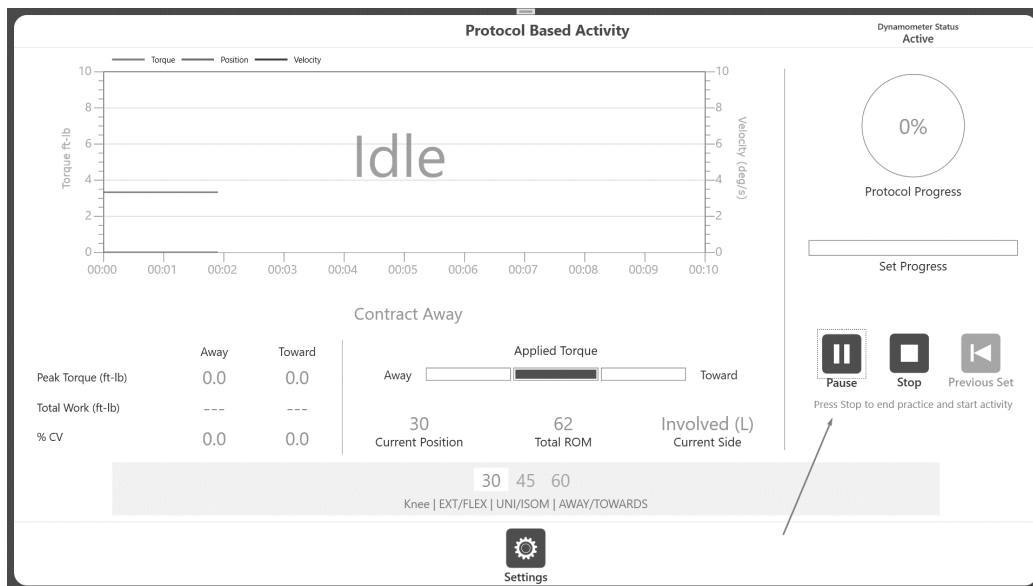 Protocol Based Activity
Dynamometer Status
Active
Torque Position Velocity
10 10
8 8
6 6
4 4
2 2
0 0
Torque ft-lb
Idle
Velocity (deg/s)
00:00 00:01 00:02 00:03 00:04 00:05 00:06 00:07 00:08 00:09 00:10
0%
Protocol Progress
Set Progress
Contract Away
Away Toward
Peak Torque (ft-lb) 0.0 0.0
Total Work (ft-lb) --- ---
% CV 0.0 0.0
Applied Torque
Away Toward
30 62 Involved (L)
Current Position Total ROM Current Side
Pause Stop Previous Set
Press Stop to end practice and start activity
30 45 60
Knee | EXT/FLEX | UNI/ISOM | AWAY/TOWARDS
Settings